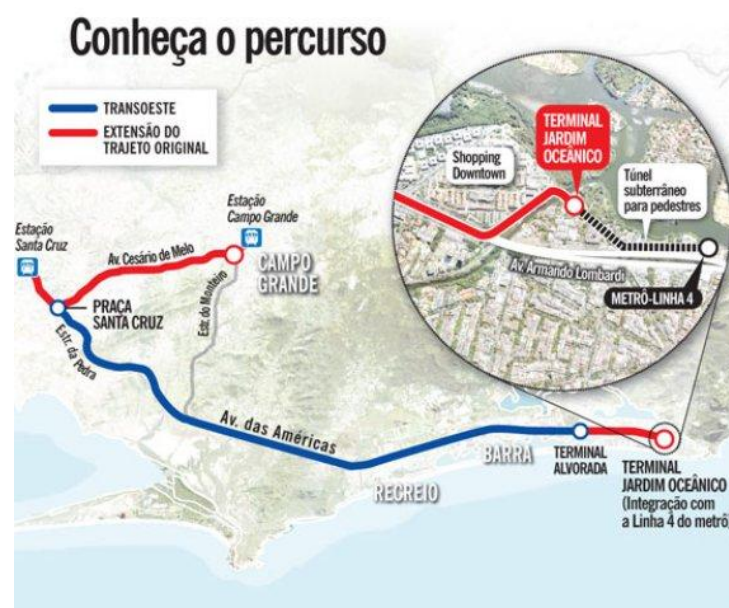 Conheça o percurso
TRANSOESTE
EXTENSÃO DO
TRAJETO ORIGINAL
Shopping
Downtown
TERMINAL
JARDIM
OCEÂNICO
Túnel
subterrâneo
para pedestres
Av. Armando Lombardi
METRÔ-LINHA 4
Estação
Santa Cruz
Av. Cesário de Melo
Estação
Campo Grande
CAMPO
GRANDE
Estr. do Monteiro
PRAÇA
SANTA CRUZ
Estr. da Pedra
Av. das Américas
RECREIO
BARRA
TERMINAL
ALVORADA
TERMINAL
JARDIM OCEÂNICO
(Integração com
a Linha 4 do metrô)